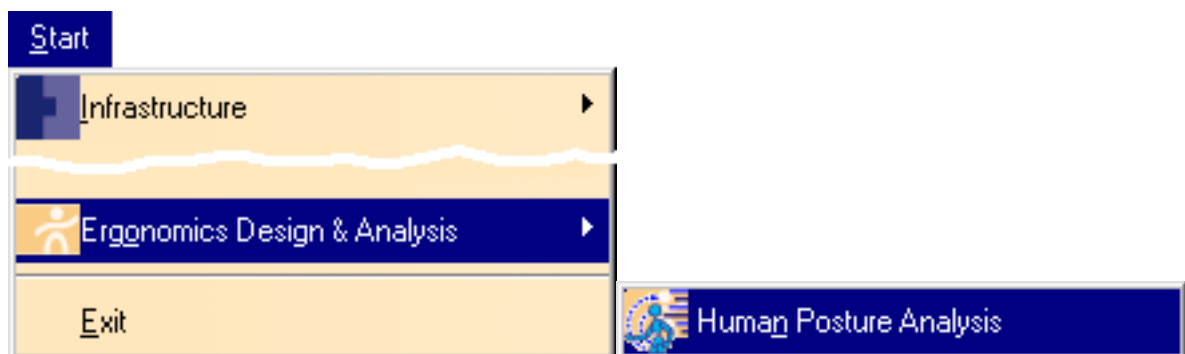 Start
Infrastructure
Ergonomics Design & Analysis
Exit
Human Posture Analysis